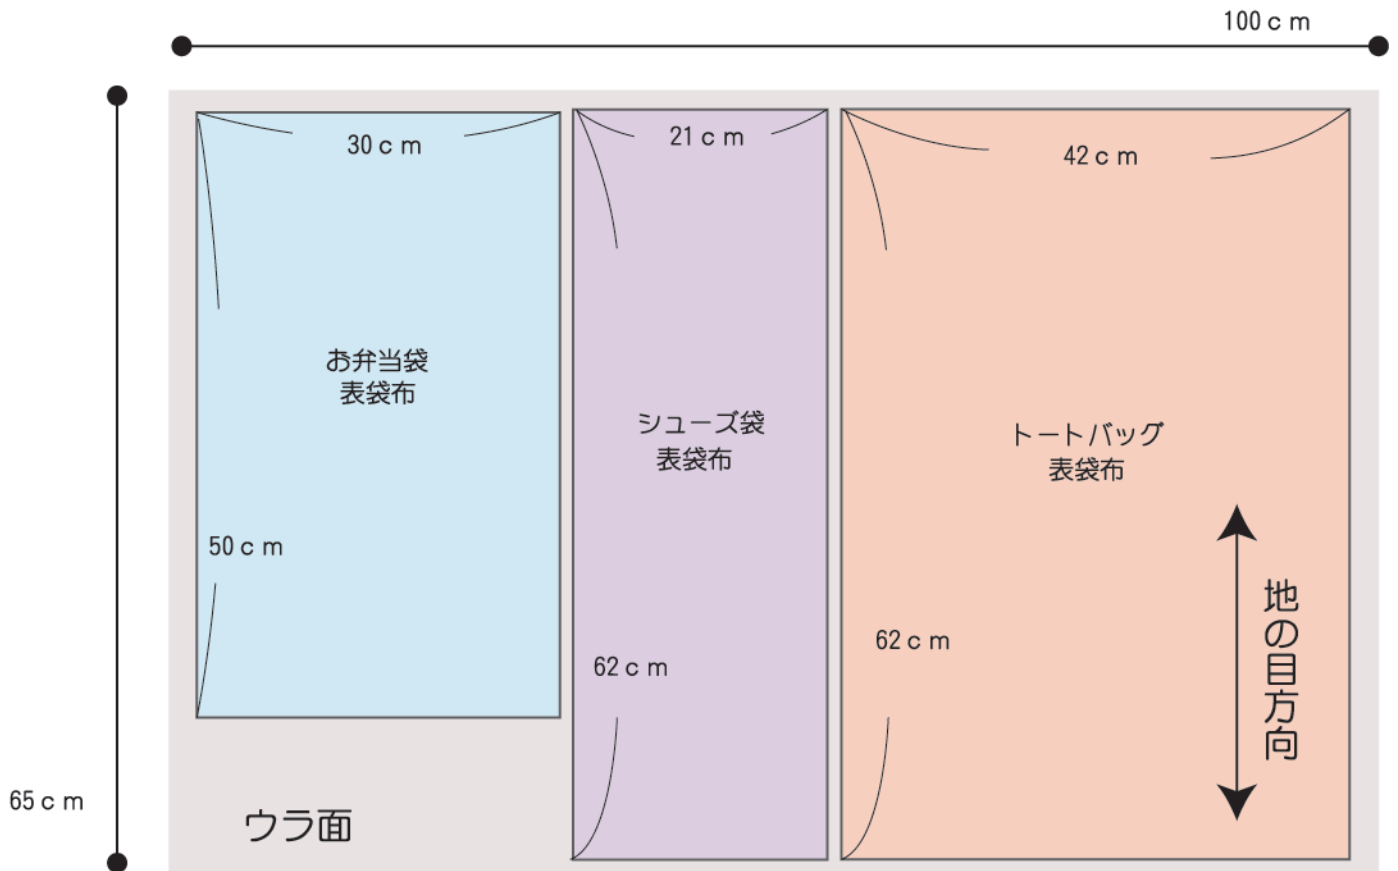 100ｃｍ
30ｃｍ
21ｃｍ
42ｃｍ
お弁当袋
表袋布
シューズ袋
表袋布
トートバッグ
表袋布
50ｃｍ
62ｃｍ
62ｃｍ
地の目方向
65ｃｍ
ウラ面